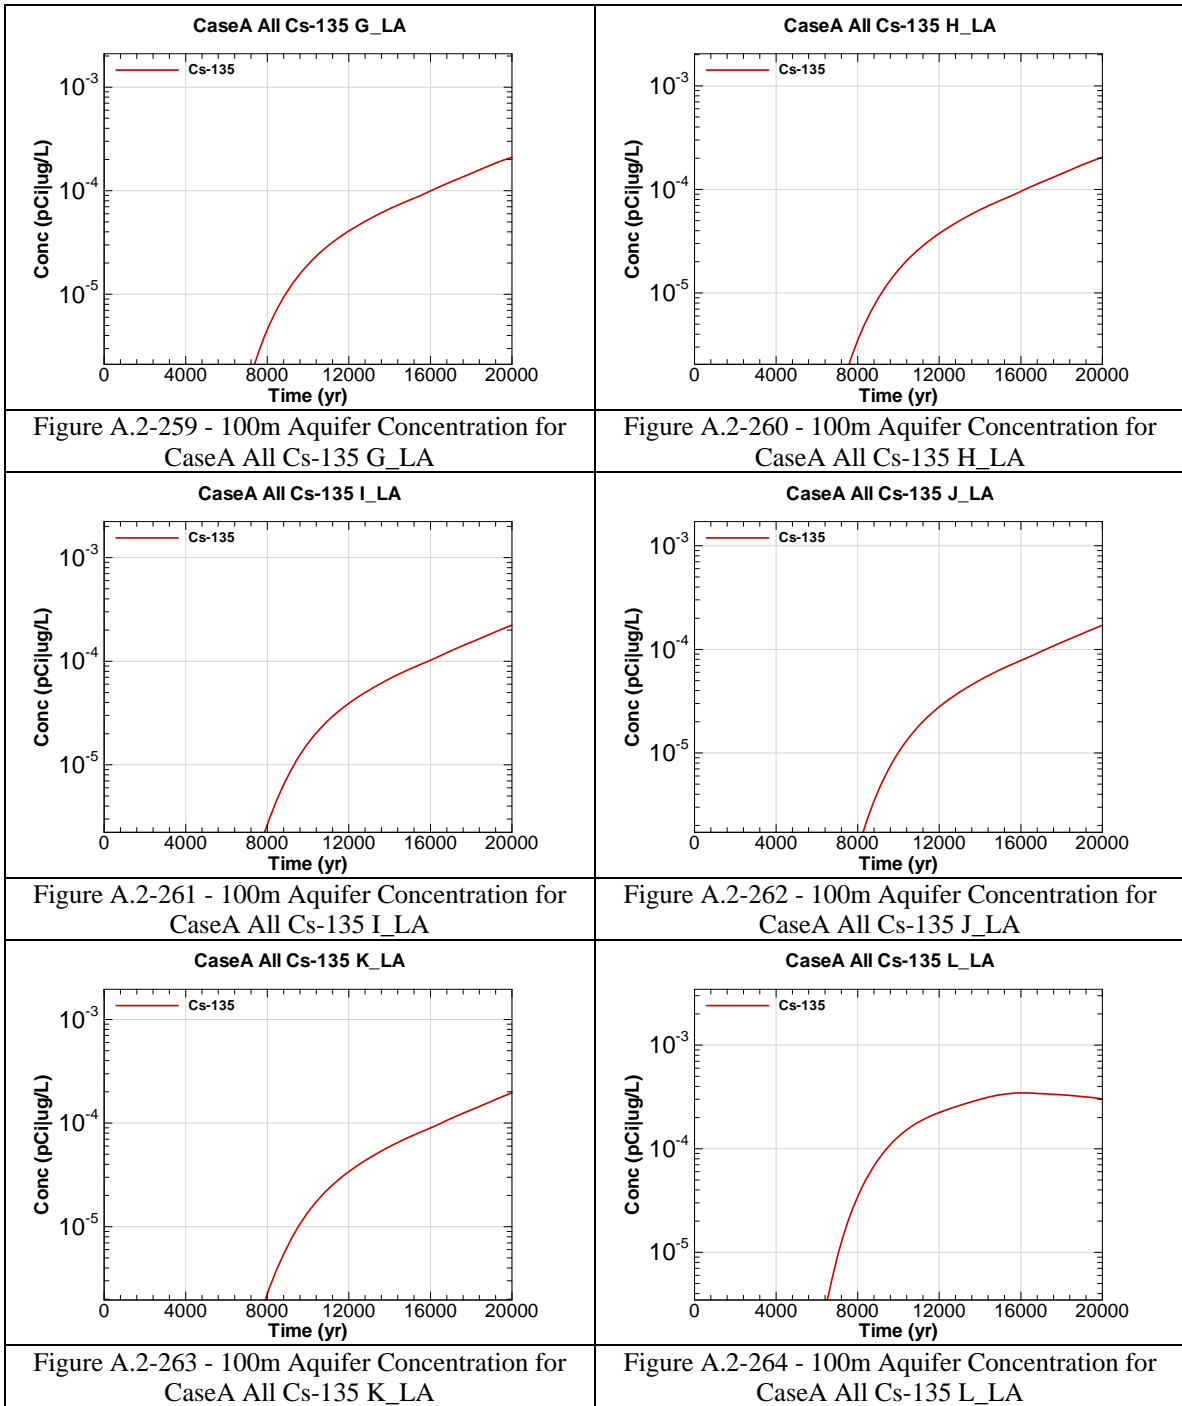 CaseA All Cs-135 G_LA
Cs-135
10-3
10-4
10-5
Conc (pCi|ug/L)
0 4000 8000 12000 16000 20000
Time (yr)
Figure A.2-259 - 100m Aquifer Concentration for
CaseA All Cs-135 G_LA
CaseA All Cs-135 H_LA
Cs-135
10-3
10-4
10-5
Conc (pCi|ug/L)
0 4000 8000 12000 16000 20000
Time (yr)
Figure A.2-260 - 100m Aquifer Concentration for
CaseA All Cs-135 H_LA
CaseA All Cs-135 I_LA
Cs-135
10-3
10-4
10-5
Conc (pCi|ug/L)
0 4000 8000 12000 16000 20000
Time (yr)
Figure A.2-261 - 100m Aquifer Concentration for
CaseA All Cs-135 I_LA
CaseA All Cs-135 J_LA
Cs-135
10-3
10-4
10-5
Conc (pCi|ug/L)
0 4000 8000 12000 16000 20000
Time (yr)
Figure A.2-262 - 100m Aquifer Concentration for
CaseA All Cs-135 J_LA
CaseA All Cs-135 K_LA
Cs-135
10-3
10-4
10-5
Conc (pCi|ug/L)
0 4000 8000 12000 16000 20000
Time (yr)
Figure A.2-263 - 100m Aquifer Concentration for
CaseA All Cs-135 K_LA
CaseA All Cs-135 L_LA
Cs-135
10-3
10-4
10-5
Conc (pCi|ug/L)
0 4000 8000 12000 16000 20000
Time (yr)
Figure A.2-264 - 100m Aquifer Concentration for
CaseA All Cs-135 L_LA